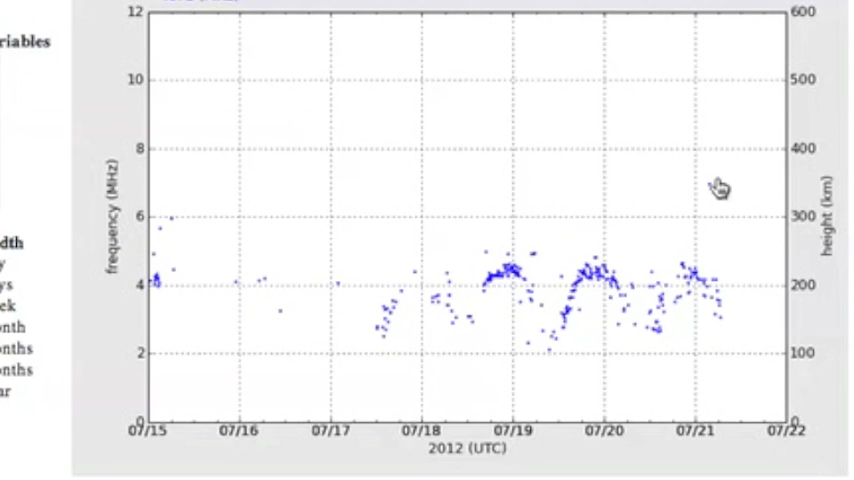 riables
dth
y
ys
ek
onth
onths
onths
ar
12
10
8
6
4
2
0
frequency (MHz)
600
500
400
300
200
100
0
height (km)
07/15 07/16 07/17 07/18 07/19 07/20 07/21 07/22
2012 (UTC)